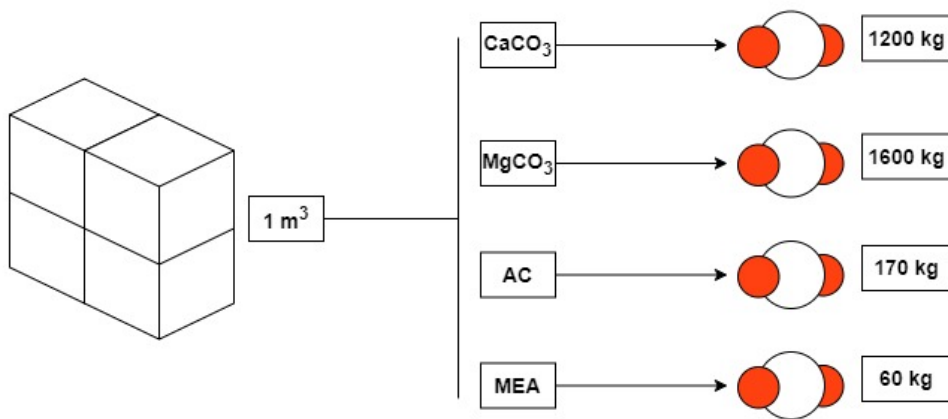 CaCO₃
1200 kg
MgCO₃
1600 kg
1 m³
AC
170 kg
MEA
60 kg